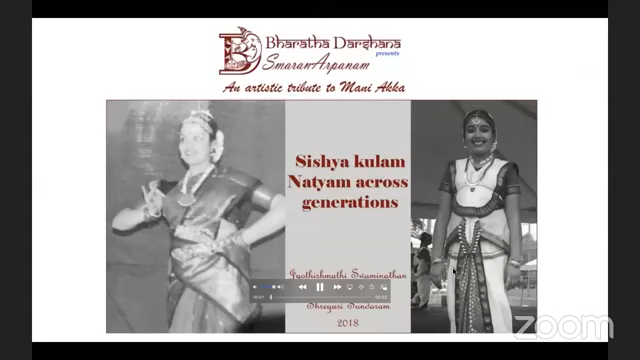 Bharatha Darshana
presents
SmaranArpanam
An artistic tribute to Mani Akka
Sishya kulam
Natyam across
generations
Jyothishmathi Swaminathan
Shreyasi Sundaram
2018
zoom